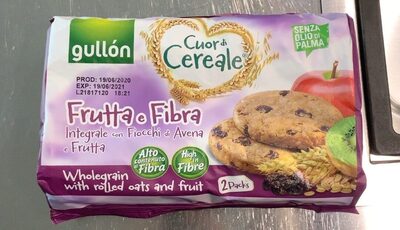 gullón
Cuor di
Cereale
SENZA
OLIO DI
PALMA
PROD: 19/06/2020
EXP: 19/06/2021
L21817120 18:21
Frutta e Fibra
Integrale con Fiocchi di Avena
e Frutta
Alto
contenuto
di Fibra
High
in
Fibre
Wholegrain
with rolled oats and fruit
2 Packs